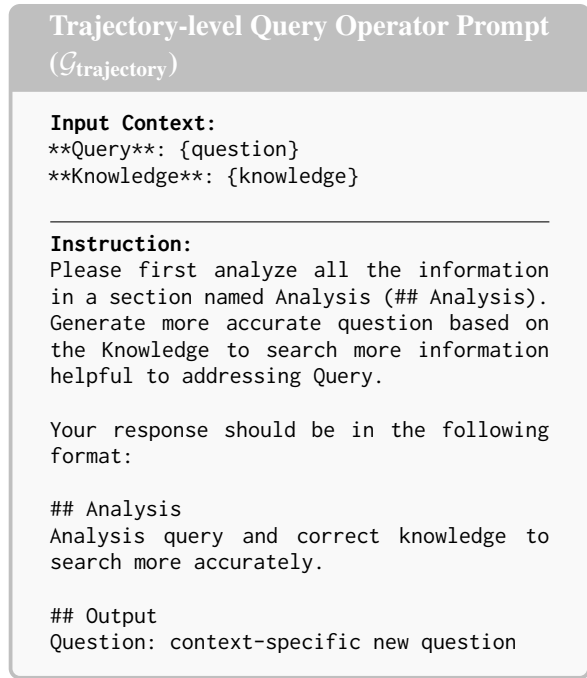 Trajectory-level Query Operator Prompt
(𝒢trajectory)
Input Context:
**Query**: {question}
**Knowledge**: {knowledge}
Instruction:
Please first analyze all the information
in a section named Analysis (## Analysis).
Generate more accurate question based on
the Knowledge to search more information
helpful to addressing Query.
Your response should be in the following
format:
## Analysis
Analysis query and correct knowledge to
search more accurately.
## Output
Question: context-specific new question